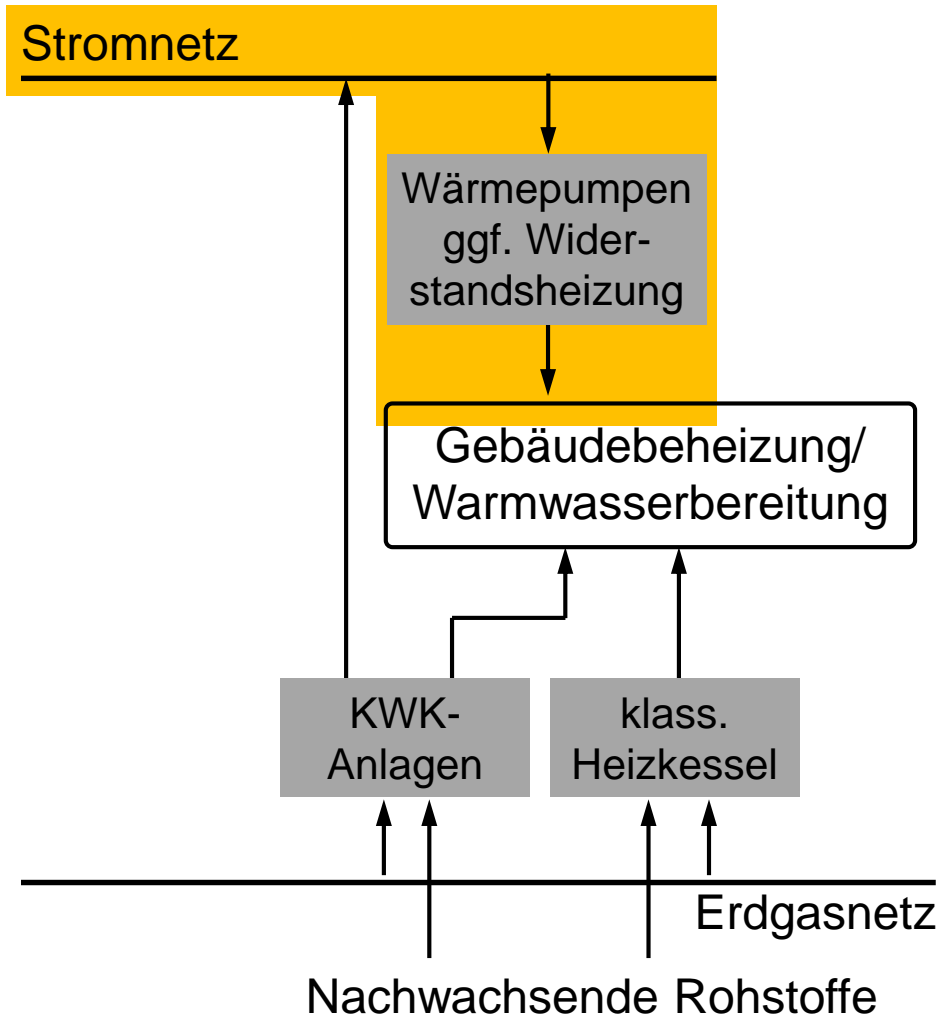 Stromnetz
Wärmepumpen
ggf. Wider-
standsheizung
Gebäudebeheizung/
Warmwasserbereitung
KWK-
Anlagen
klass.
Heizkessel
Erdgasnetz
Nachwachsende Rohstoffe